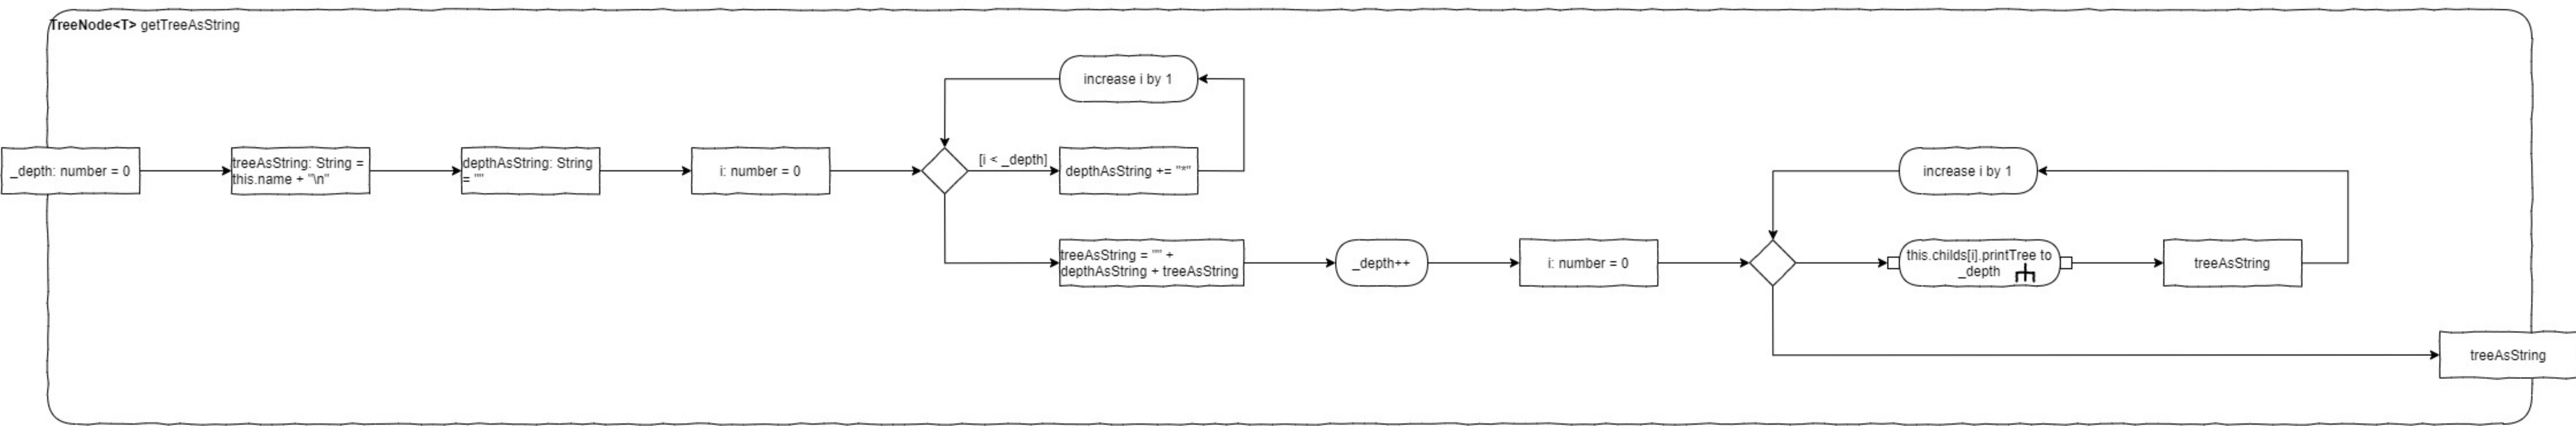 TreeNode<T> getTreeAsString
increase i by 1
_depth: number = 0
treeAsString: String =
this.name + "\n"
depthAsString: String
= ""
i: number = 0
[i < _depth]
depthAsString += "*"
increase i by 1
treeAsString = "" +
depthAsString + treeAsString
_depth++
i: number = 0
this.childs[i].printTree to
_depth
treeAsString
treeAsString